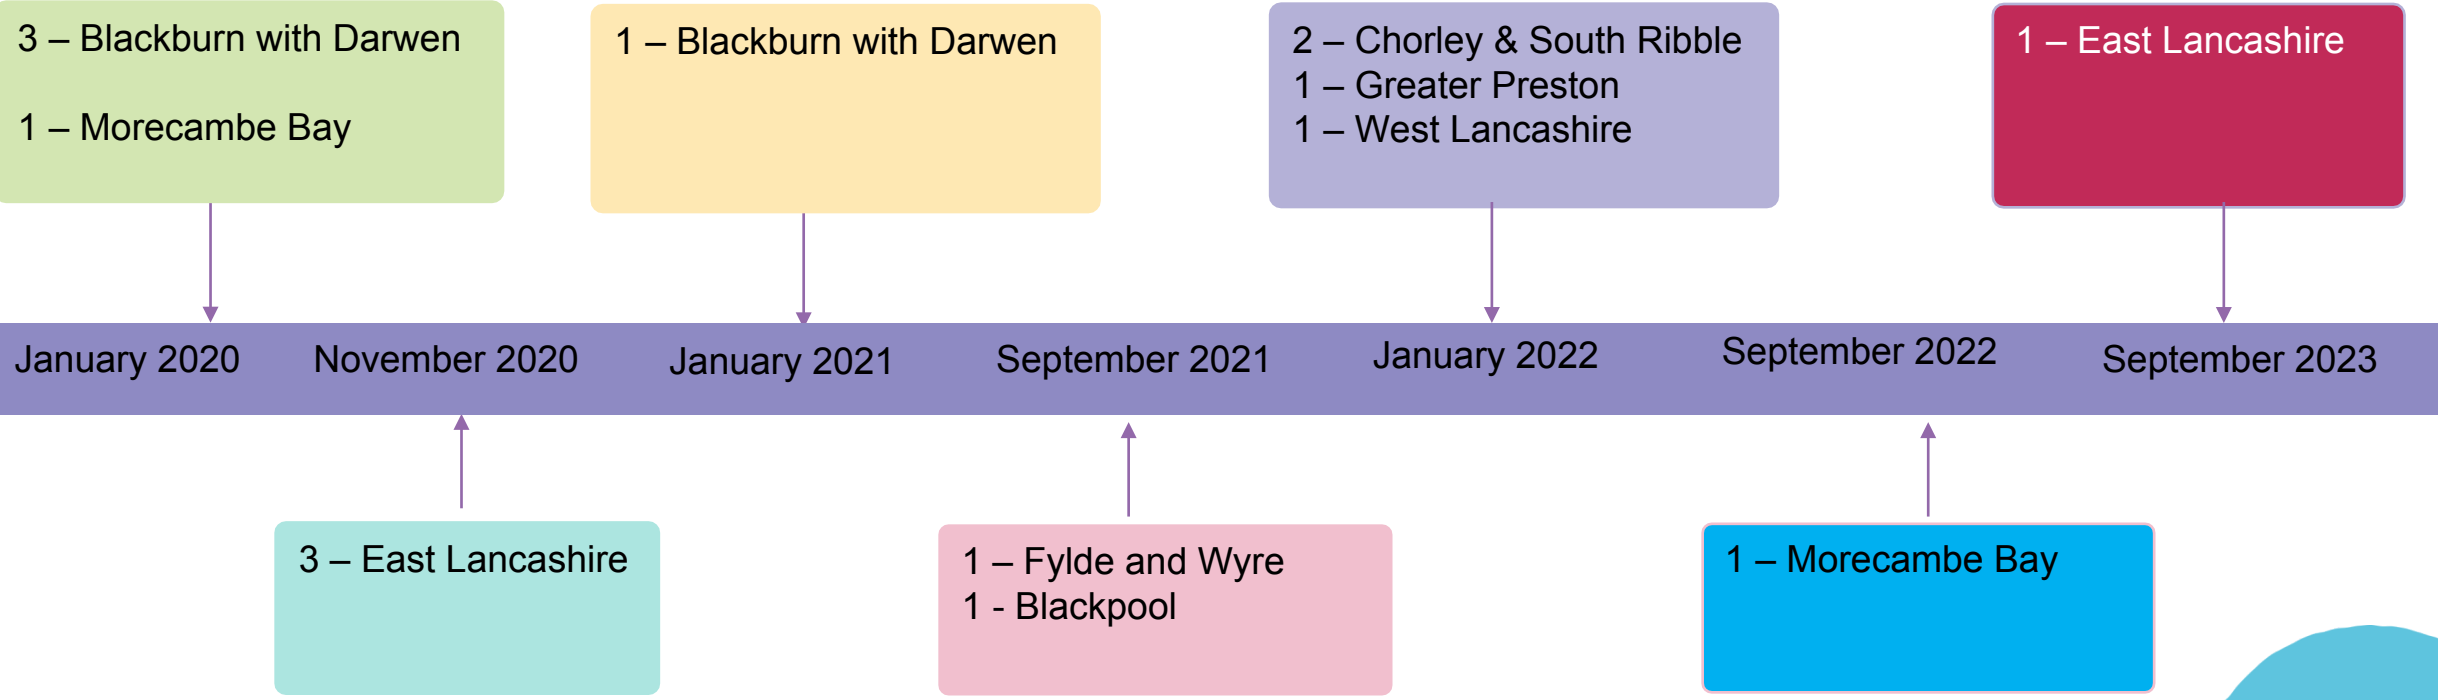 3 – Blackburn with Darwen
1 – Morecambe Bay
1 – Blackburn with Darwen
2 – Chorley & South Ribble
1 – Greater Preston
1 – West Lancashire
1 – East Lancashire
January 2020
November 2020
January 2021
September 2021
January 2022
September 2022
September 2023
3 – East Lancashire
1 – Fylde and Wyre
1 - Blackpool
1 – Morecambe Bay